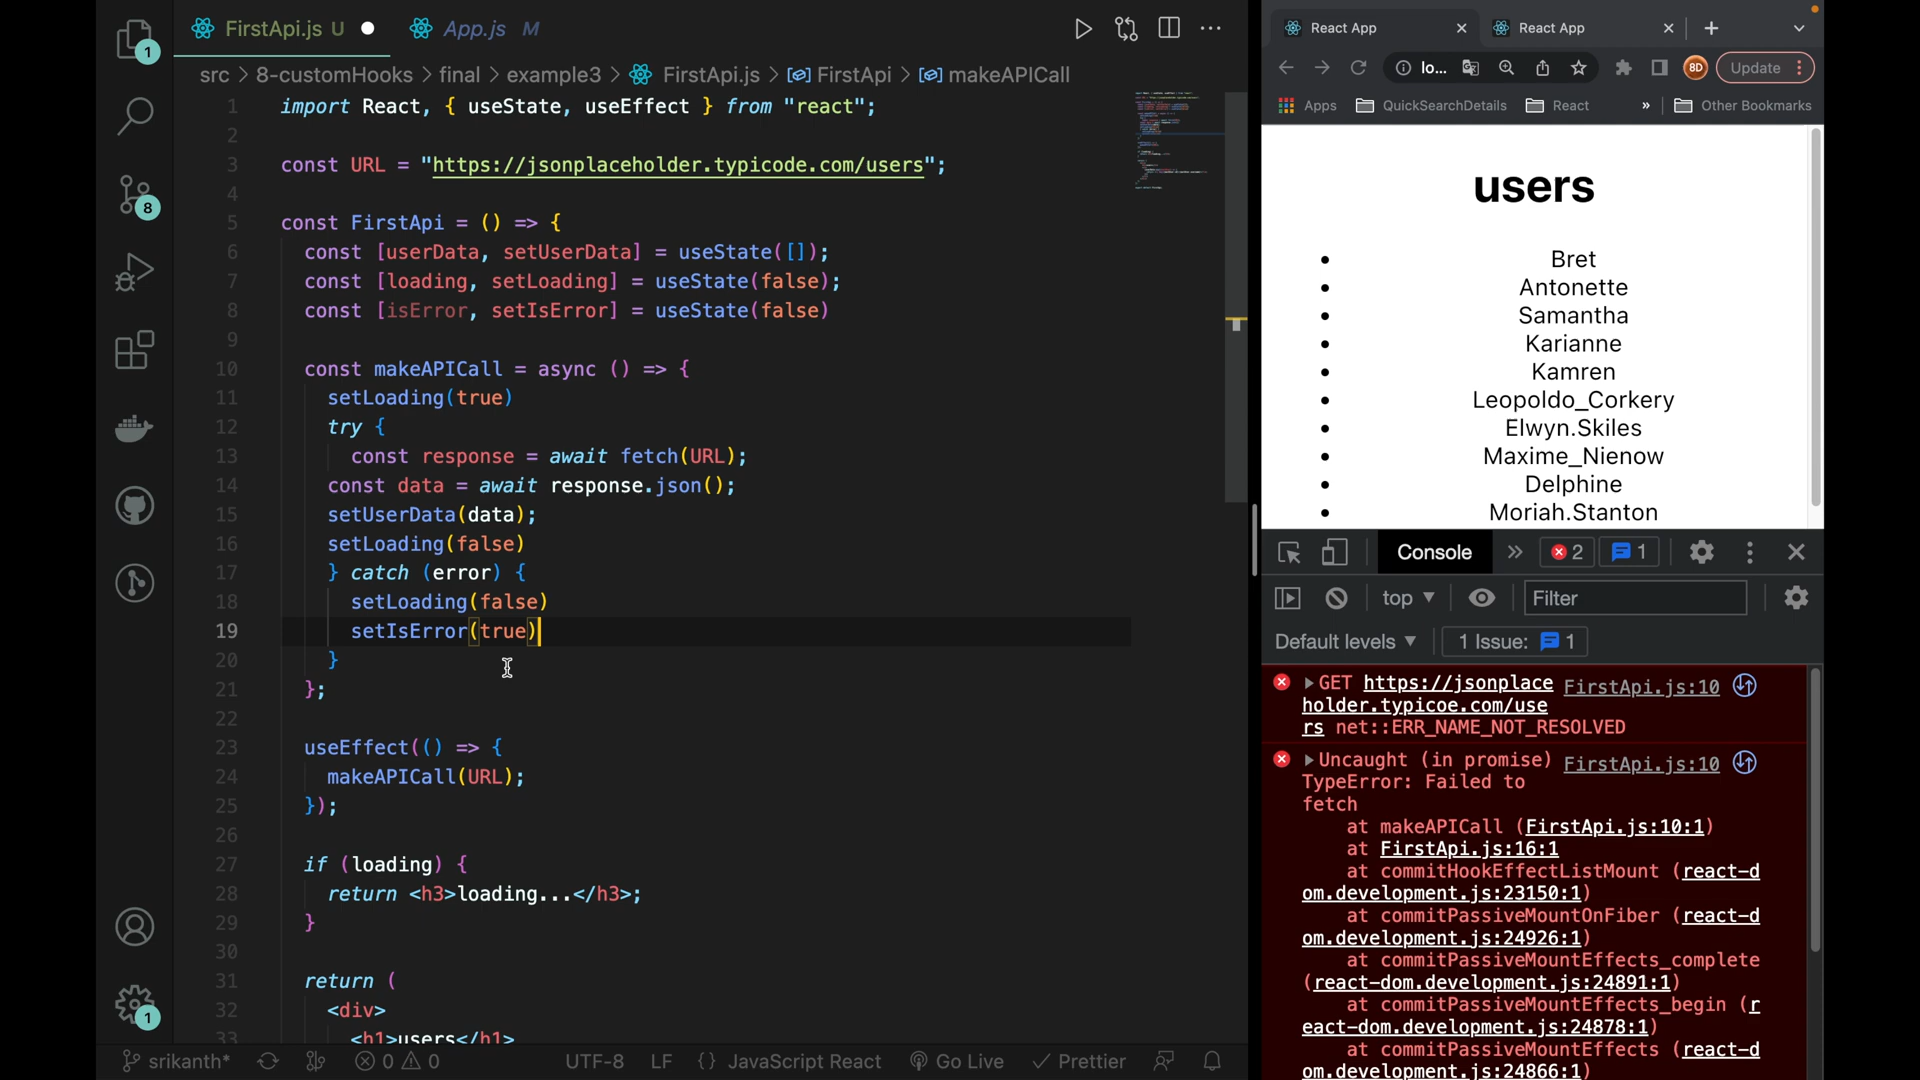 FirstApi.js U
App.js M
src > 8-customHooks > final > example3 > FirstApi.js > FirstApi > makeAPICall
1 import React, { useState, useEffect } from "react";
2
3 const URL = "https://jsonplaceholder.typicode.com/users";
4
5 const FirstApi = () => {
6 const [userData, setUserData] = useState([]);
7 const [loading, setLoading] = useState(false);
8 const [isError, setIsError] = useState(false)
9
10 const makeAPICall = async () => {
11 setLoading(true)
12 try {
13 const response = await fetch(URL);
14 const data = await response.json();
15 setUserData(data);
16 setLoading(false)
17 } catch (error) {
18 setLoading(false)
19 setIsError(true)
20 }
21 };
22
23 useEffect(() => {
24 makeAPICall(URL);
25 });
26
27 if (loading) {
28 return <h3>loading...</h3>;
29 }
30
31 return (
32 <div>
33 <h1>users</h1>
1
8
1
srikanth* 0 0 UTF-8 LF {} JavaScript React Go Live Prettier
React App
React App
lo... BD Update
Apps QuickSearchDetails React » Other Bookmarks
users
• Bret
• Antonette
• Samantha
• Karianne
• Kamren
• Leopoldo_Corkery
• Elwyn.Skiles
• Maxime_Nienow
• Delphine
• Moriah.Stanton
Console » 2 1
top Filter
Default levels 1 Issue: 1
GET https://jsonplace FirstApi.js:10
holder.typicoe.com/use
rs net::ERR_NAME_NOT_RESOLVED
Uncaught (in promise) FirstApi.js:10
TypeError: Failed to
fetch
at makeAPICall (FirstApi.js:10:1)
at FirstApi.js:16:1
at commitHookEffectListMount (react-d
om.development.js:23150:1)
at commitPassiveMountOnFiber (react-d
om.development.js:24926:1)
at commitPassiveMountEffects_complete
(react-dom.development.js:24891:1)
at commitPassiveMountEffects_begin (r
eact-dom.development.js:24878:1)
at commitPassiveMountEffects (react-d
om.development.js:24866:1)